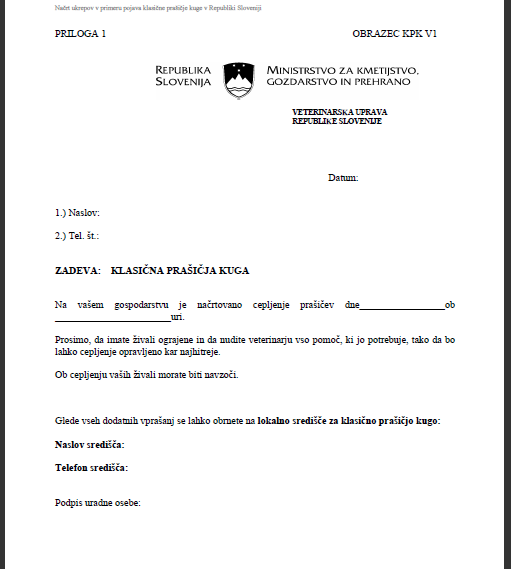 Načrt ukrepov v primeru pojava klasične prašičje kuge v Republiki Sloveniji
PRILOGA 1 OBRAZEC KPK V1
REPUBLIKA SLOVENIJA
MINISTRSTVO ZA KMETIJSTVO, GOZDARSTVO IN PREHRANO
VETERINARSKA UPRAVA
REPUBLIKE SLOVENIJE
Datum:
1.) Naslov:
2.) Tel. št.:
ZADEVA: KLASIČNA PRAŠIČJA KUGA
Na vašem gospodarstvu je načrtovano cepljenje prašičev dne_________________ob
_______________________uri.
Prosimo, da imate živali ograjene in da nudite veterinarju vso pomoč, ki jo potrebuje, tako da bo
lahko cepljenje opravljeno kar najhitreje.
Ob cepljenju vaših živali morate biti navzoči.
Glede vseh dodatnih vprašanj se lahko obrnete na lokalno središče za klasično prašičjo kugo:
Naslov središča:
Telefon središča:
Podpis uradne osebe: